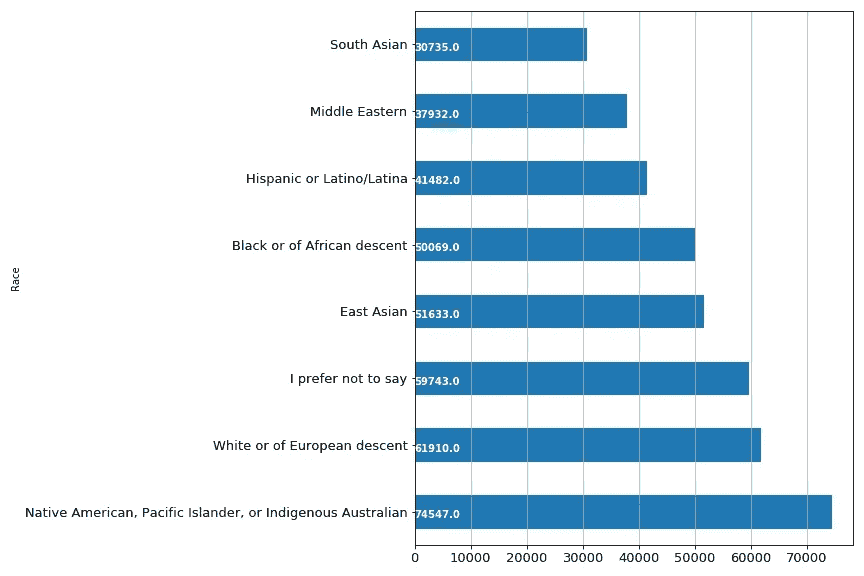 South Asian 30735.0
Middle Eastern 37932.0
Hispanic or Latino/Latina 41482.0
Black or of African descent 50069.0
East Asian 51633.0
Race
I prefer not to say 59743.0
White or of European descent 61910.0
Native American, Pacific Islander, or Indigenous Australian 74547.0
0 10000 20000 30000 40000 50000 60000 70000